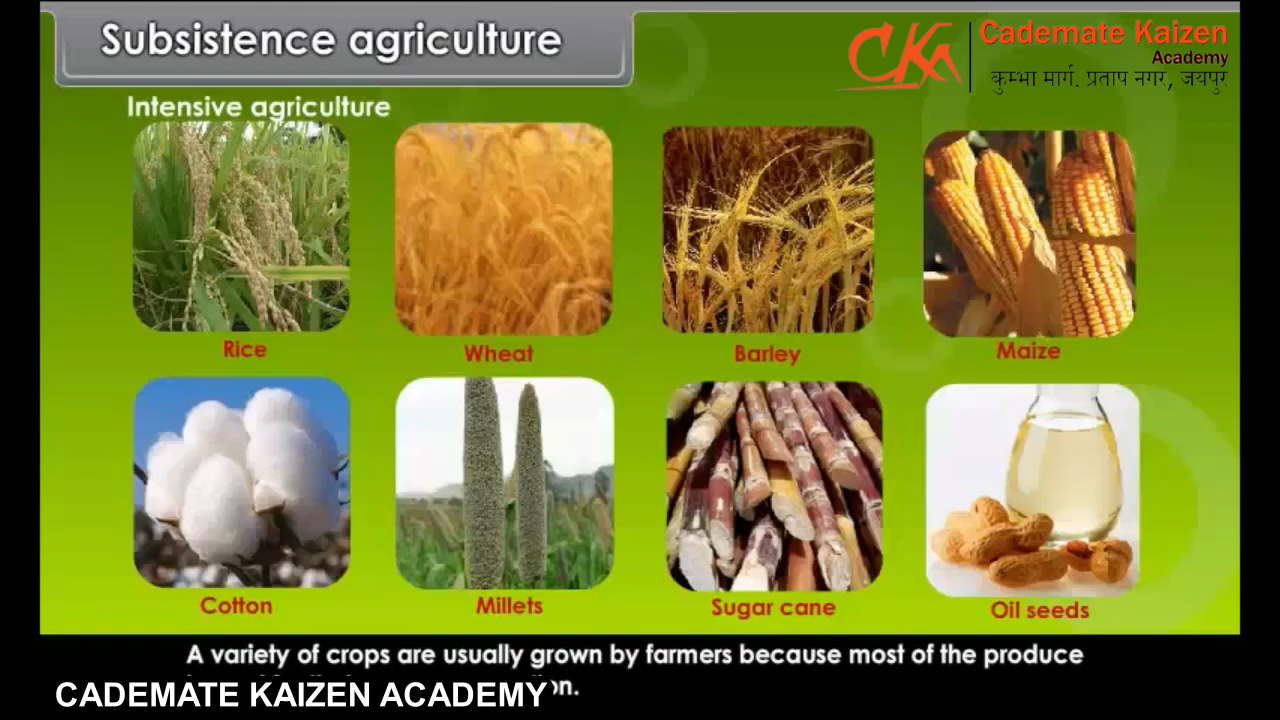 Subsistence agriculture
CKA
Cademate Kaizen
Academy
कुम्भा मार्ग, प्रताप नगर, जयपुर
Intensive agriculture
Rice
Wheat
Barley
Maize
Cotton
Millets
Sugar cane
Oil seeds
A variety of crops are usually grown by farmers because most of the produce
CADEMATE KAIZEN ACADEMY